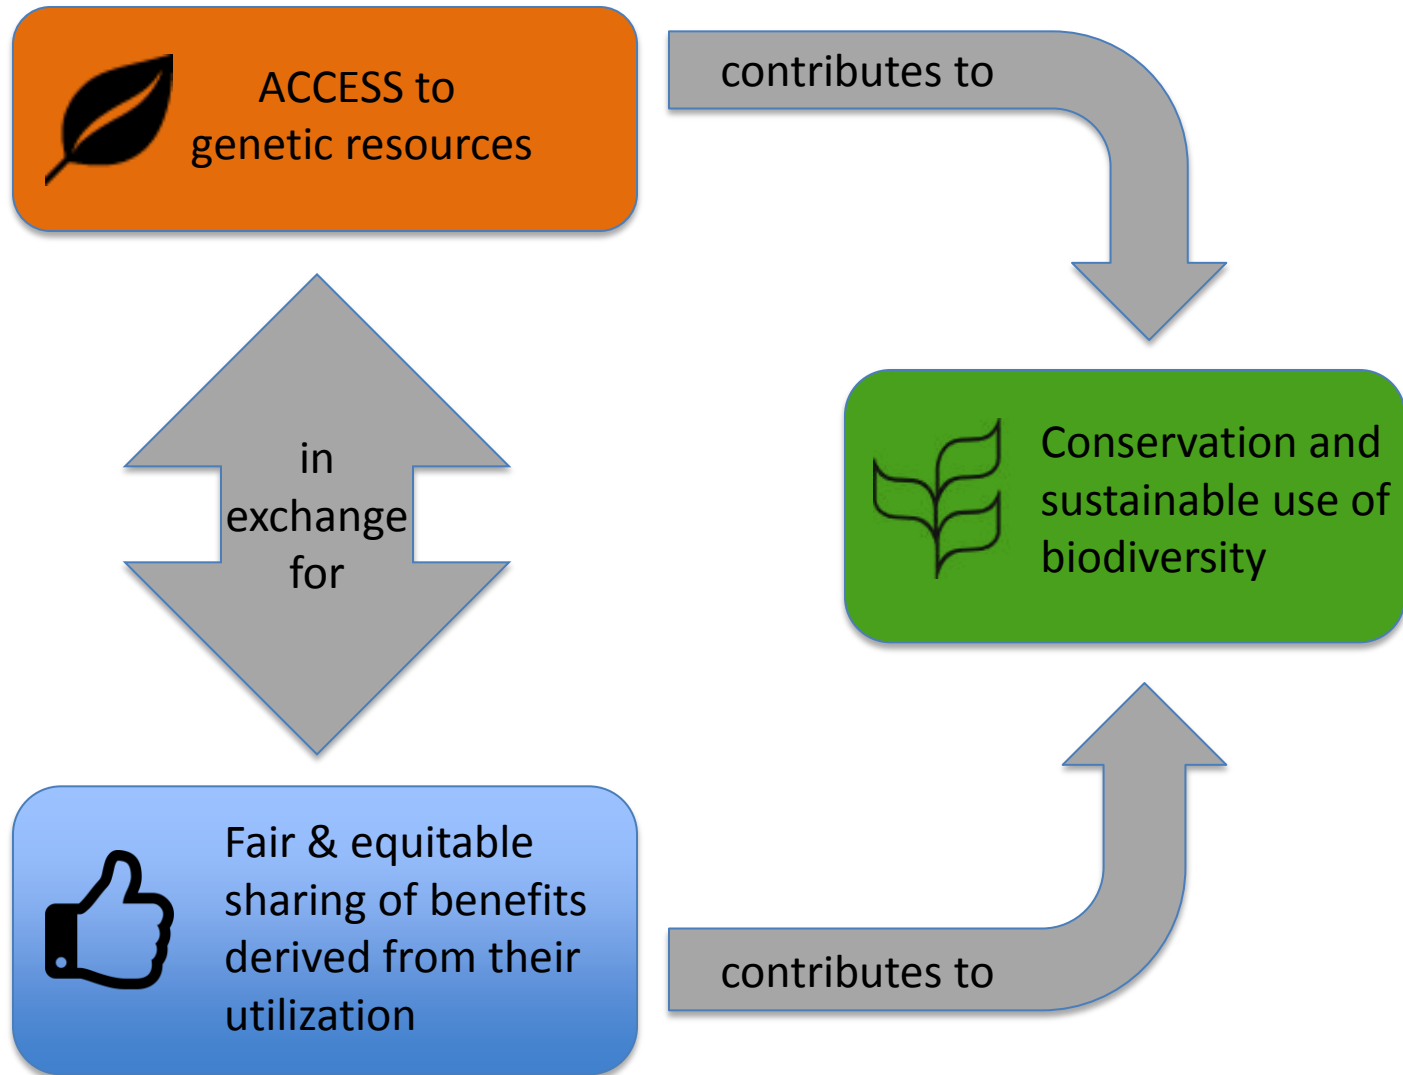 ACCESS to
genetic resources
contributes to
in
exchange
for
Conservation and
sustainable use of
biodiversity
Fair & equitable
sharing of benefits
derived from their
utilization
contributes to